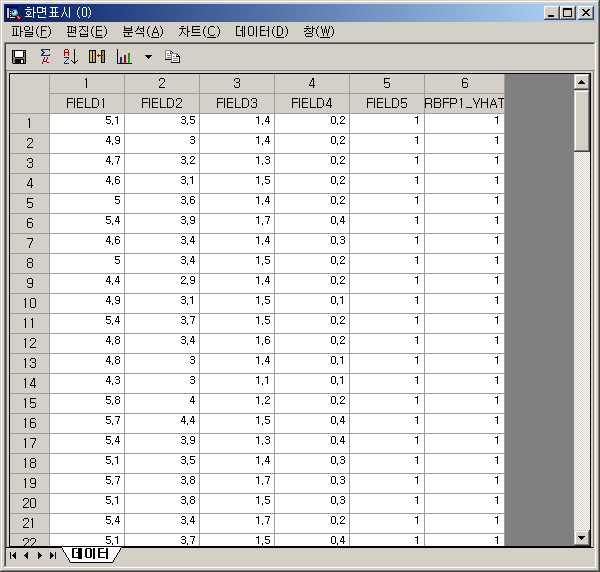 화면표시 (0)
파일(F) 편집(E) 분석(A) 차트(C) 데이터(D) 창(W)
1 2 3 4 5 6
FIELD1 FIELD2 FIELD3 FIELD4 FIELD5 RBFP1_YHAT
1 5,1 3,5 1,4 0,2 1 1
2 4,9 3 1,4 0,2 1 1
3 4,7 3,2 1,3 0,2 1 1
4 4,6 3,1 1,5 0,2 1 1
5 5 3,6 1,4 0,2 1 1
6 5,4 3,9 1,7 0,4 1 1
7 4,6 3,4 1,4 0,3 1 1
8 5 3,4 1,5 0,2 1 1
9 4,4 2,9 1,4 0,2 1 1
10 4,9 3,1 1,5 0,1 1 1
11 5,4 3,7 1,5 0,2 1 1
12 4,8 3,4 1,6 0,2 1 1
13 4,8 3 1,4 0,1 1 1
14 4,3 3 1,1 0,1 1 1
15 5,8 4 1,2 0,2 1 1
16 5,7 4,4 1,5 0,4 1 1
17 5,4 3,9 1,3 0,4 1 1
18 5,1 3,5 1,4 0,3 1 1
19 5,7 3,8 1,7 0,3 1 1
20 5,1 3,8 1,5 0,3 1 1
21 5,4 3,4 1,7 0,2 1 1
22 5,1 3,7 1,5 0,4 1 1
데이터